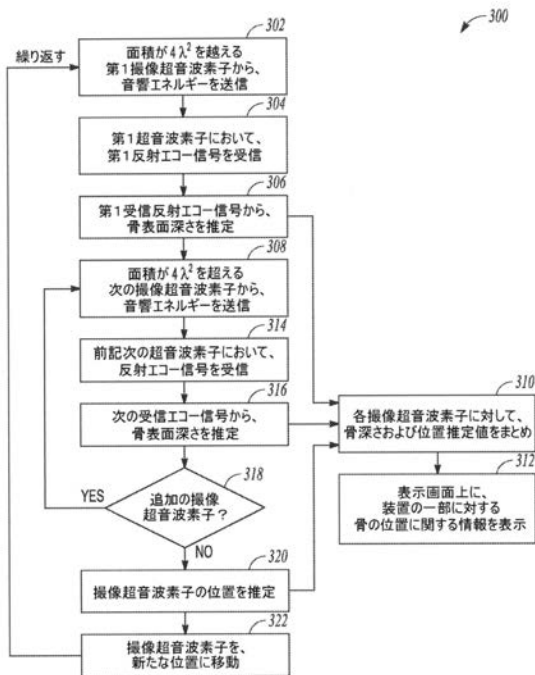 300
302
繰り返す
面積が4λ²を越える
第1撮像超音波素子から、
音響エネルギーを送信
304
第1超音波素子において、
第1反射エコー信号を受信
306
第1受信反射エコー信号から、
骨表面深さを推定
308
面積が4λ²を超える
次の撮像超音波素子から、
音響エネルギーを送信
314
前記次の超音波素子において、
反射エコー信号を受信
316
次の受信エコー信号から、
骨表面深さを推定
310
各撮像超音波素子に対して、
骨深さおよび位置推定値をまとめ
312
表示画面上に、
装置の一部に対する
骨の位置に関する情報を表示
318
YES
追加の撮像
超音波素子?
NO
320
撮像超音波素子の位置を推定
322
撮像超音波素子を、
新たな位置に移動